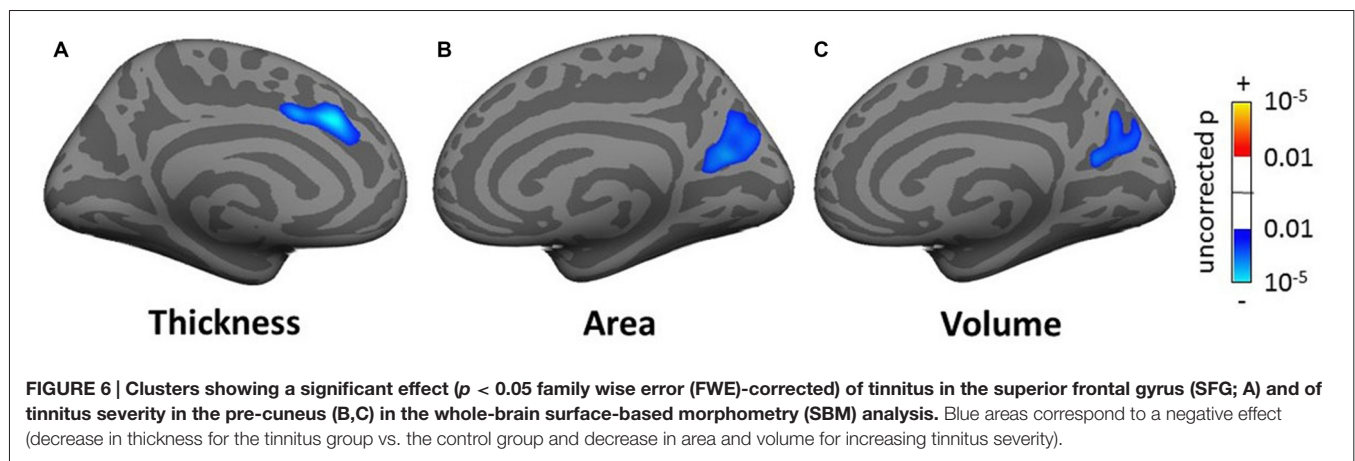 A
B
C
Thickness
Area
Volume
uncorrected p
+
10⁻⁵
0.01
0.01
10⁻⁵
-
FIGURE 6 | Clusters showing a significant effect (p < 0.05 family wise error (FWE)-corrected) of tinnitus in the superior frontal gyrus (SFG; A) and of
tinnitus severity in the pre-cuneus (B,C) in the whole-brain surface-based morphometry (SBM) analysis. Blue areas correspond to a negative effect
(decrease in thickness for the tinnitus group vs. the control group and decrease in area and volume for increasing tinnitus severity).